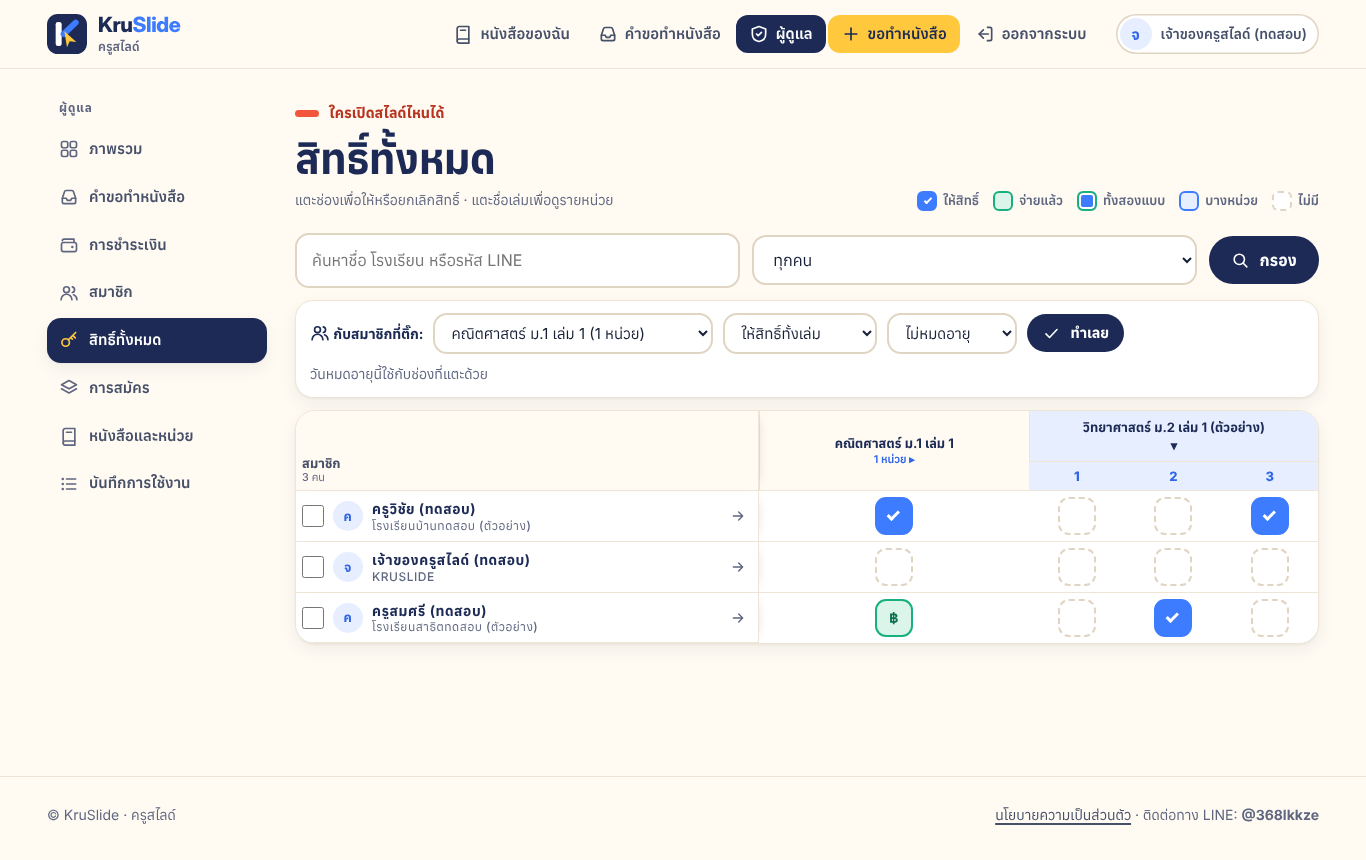 KruSlide
ครูสไลด์
หนังสือของฉัน
คำขอทำหนังสือ
ผู้ดูแล
ขอทำหนังสือ
ออกจากระบบ
จ เจ้าของครูสไลด์ (ทดสอบ)
ผู้ดูแล
ภาพรวม
คำขอทำหนังสือ
การชำระเงิน
สมาชิก
สิทธิ์ทั้งหมด
การสมัคร
หนังสือและหน่วย
บันทึกการใช้งาน
ใครเปิดสไลด์ไหนได้
สิทธิ์ทั้งหมด
แตะช่องเพื่อให้หรือยกเลิกสิทธิ์ · แตะชื่อเล่มเพื่อดูรายหน่วย
ให้สิทธิ์ จ่ายแล้ว ทั้งสองแบบ บางหน่วย ไม่มี
ค้นหาชื่อ โรงเรียน หรือรหัส LINE
ทุกคน
กรอง
กับสมาชิกที่ติ๊ก: คณิตศาสตร์ ม.1 เล่ม 1 (1 หน่วย) ให้สิทธิ์ทั้งเล่ม ไม่หมดอายุ ทำเลย
วันหมดอายุนี้ใช้กับช่องที่แตะด้วย
สมาชิก
3 คน
คณิตศาสตร์ ม.1 เล่ม 1
1 หน่วย ▸
วิทยาศาสตร์ ม.2 เล่ม 1 (ตัวอย่าง)
▾
1 2 3
ค ครูวิชัย (ทดสอบ)
โรงเรียนบ้านทดสอบ (ตัวอย่าง)
จ เจ้าของครูสไลด์ (ทดสอบ)
KRUSLIDE
ค ครูสมศรี (ทดสอบ)
โรงเรียนสาธิตทดสอบ (ตัวอย่าง)
฿
© KruSlide · ครูสไลด์
นโยบายความเป็นส่วนตัว · ติดต่อทาง LINE: @368lkkze